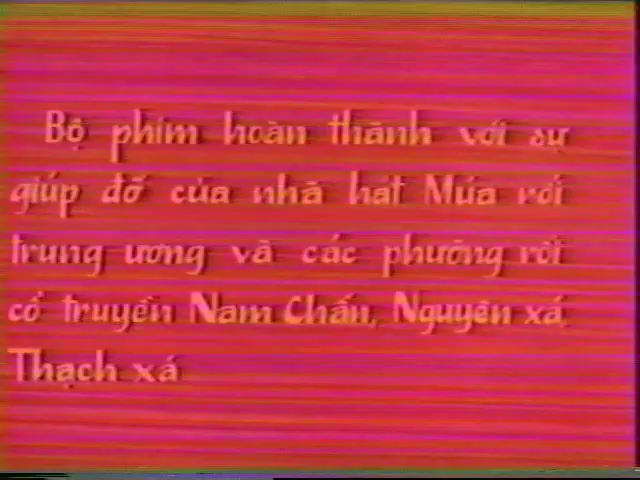 Bộ phim hoàn thành với sự
giúp đỡ của nhà hát Múa rối
trung ương và các phường rối
cổ truyền Nam Chấn, Nguyên xá,
Thạch xá